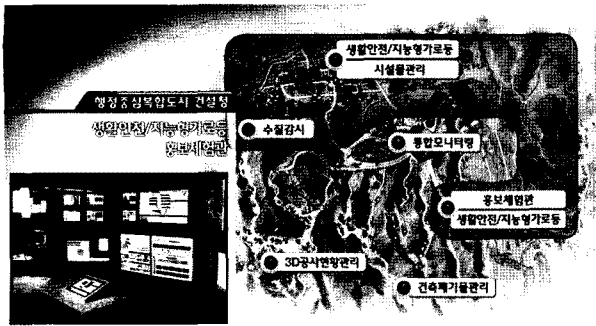 행정중심복합도시 건설청
생활안전/지능형가로등
홍보체험관
생활안전/지능형가로등
시설물관리
수질감시
통합모니터링
홍보체험관
생활안전/지능형가로등
3D공사현황관리
건축폐기물관리